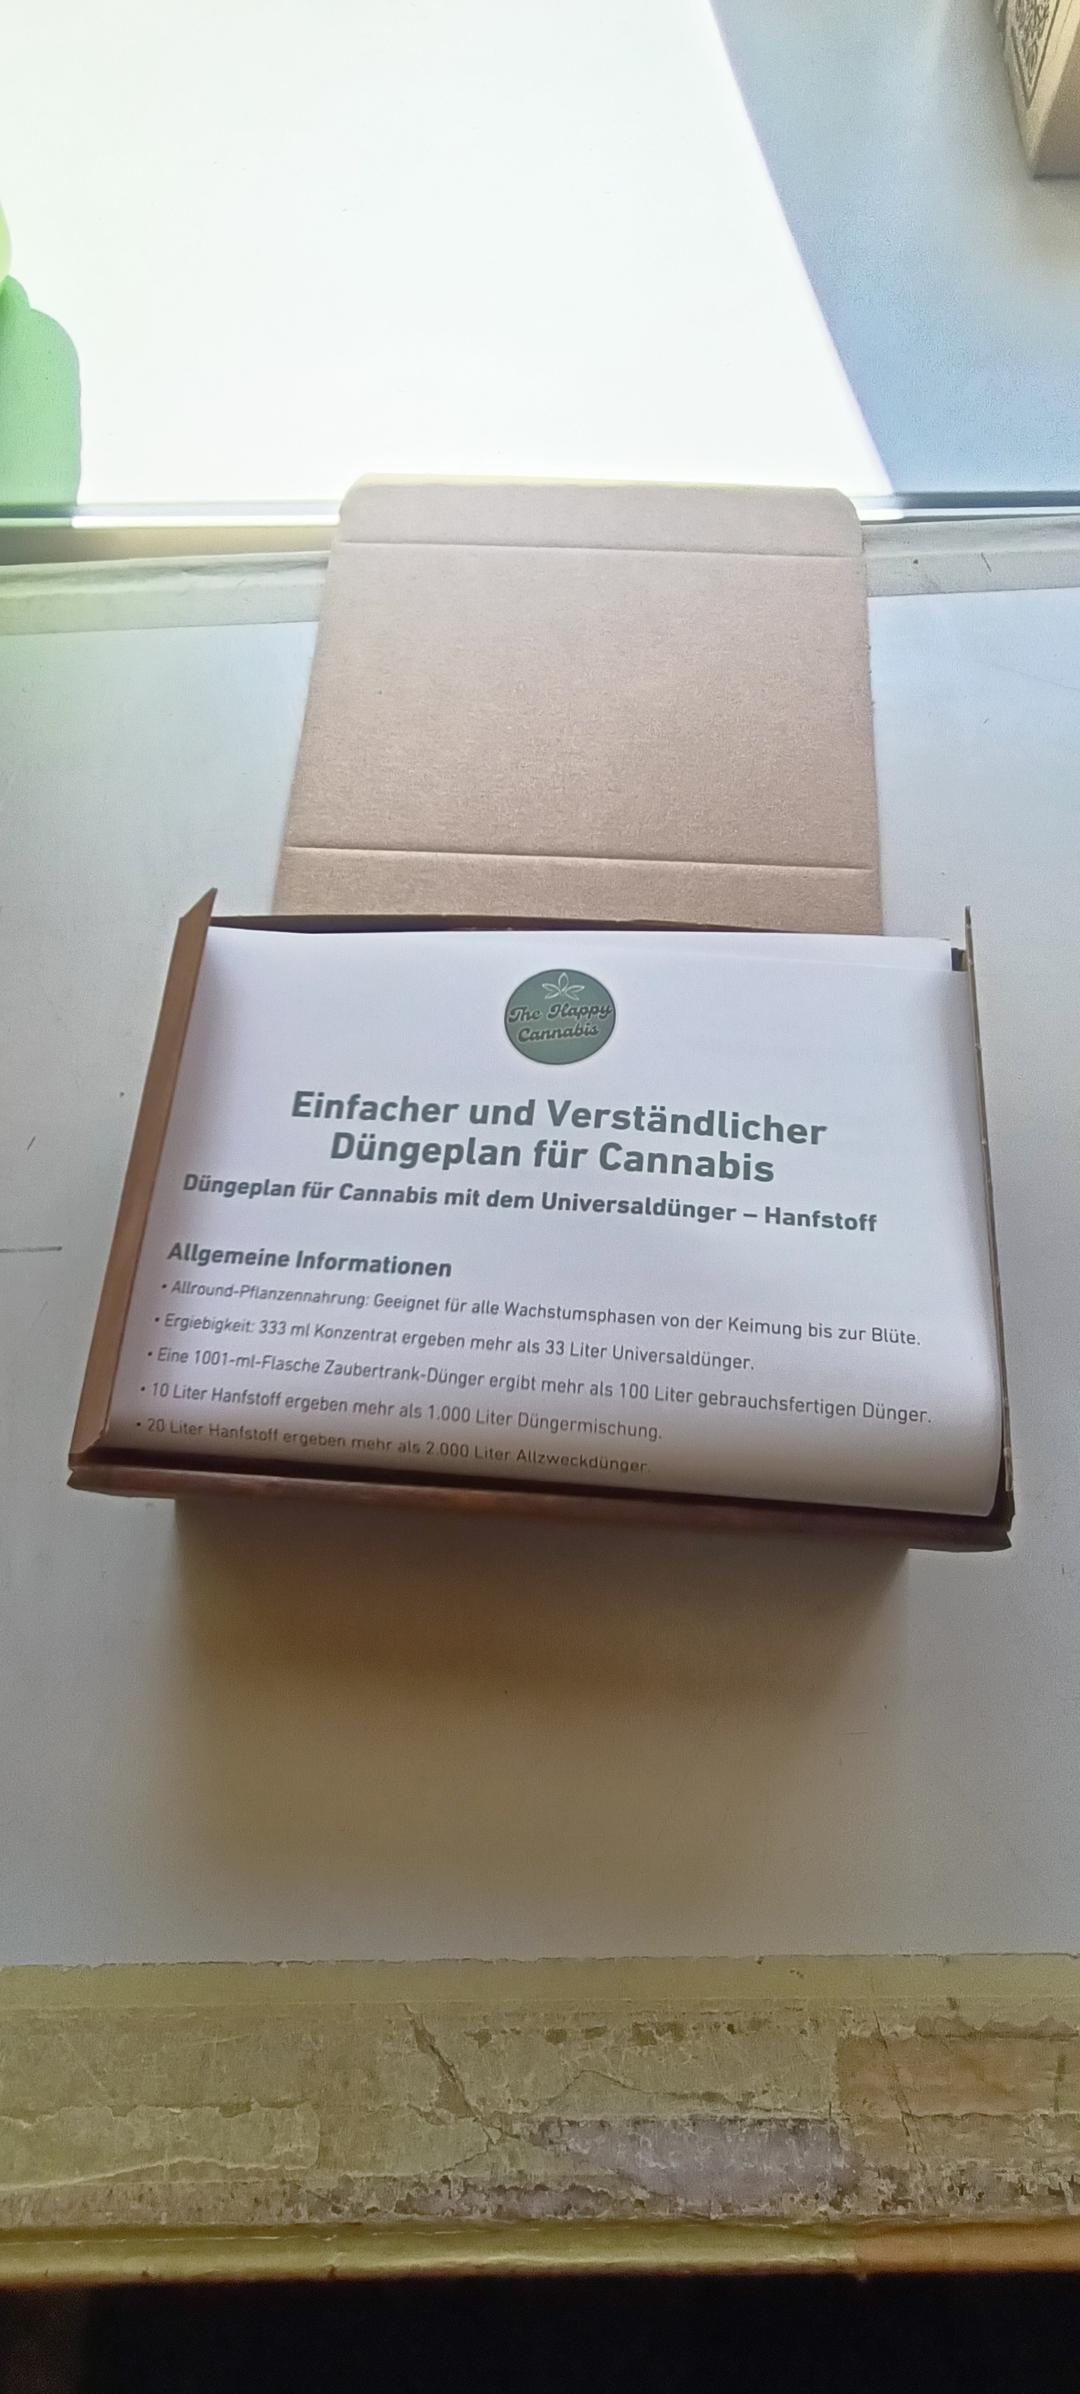 The Happy
Cannabis
Einfacher und Verständlicher
Düngeplan für Cannabis
Düngeplan für Cannabis mit dem Universaldünger – Hanfstoff
Allgemeine Informationen
• Allround-Pflanzennahrung: Geeignet für alle Wachstumsphasen von der Keimung bis zur Blüte.
• Ergiebigkeit: 333 ml Konzentrat ergeben mehr als 33 Liter Universaldünger.
• Eine 1001-ml-Flasche Zaubertrank-Dünger ergibt mehr als 100 Liter gebrauchsfertigen Dünger.
• 10 Liter Hanfstoff ergeben mehr als 1.000 Liter Düngermischung.
• 20 Liter Hanfstoff ergeben mehr als 2.000 Liter Allzweckdünger.